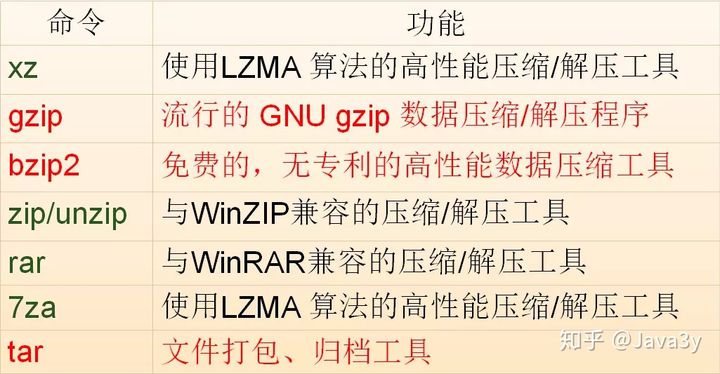 命令 功能
xz 使用LZMA 算法的高性能压缩/解压工具
gzip 流行的 GNU gzip 数据压缩/解压程序
bzip2 免费的，无专利的高性能数据压缩工具
zip/unzip 与WinZIP兼容的压缩/解压工具
rar 与WinRAR兼容的压缩/解压工具
7za 使用LZMA 算法的高性能压缩/解压工具
tar 文件打包、归档工具
知乎 @Java3y